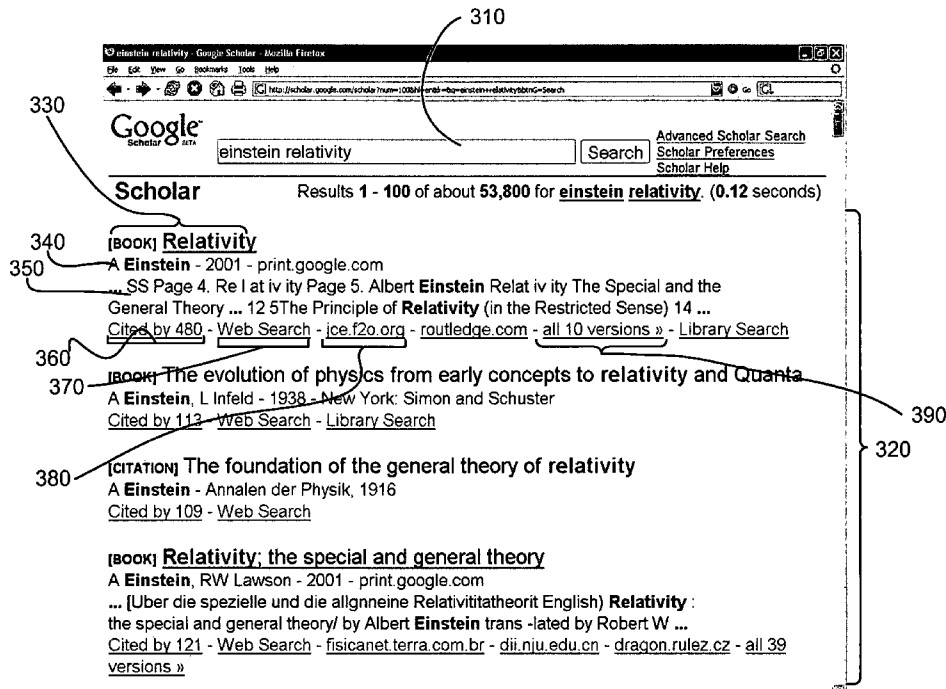 310
einstein relativity - Google Scholar - Mozilla Firefox
File Edit View Go Bookmarks Tools Help
330
Google
Scholar BETA
einstein relativity
Search
Advanced Scholar Search
Scholar Preferences
Scholar Help
Scholar
Results 1 - 100 of about 53,800 for einstein relativity. (0.12 seconds)
340
[BOOK] Relativity
350
A Einstein - 2001 - print.google.com
... SS Page 4. Re l at iv ity Page 5. Albert Einstein Relat iv ity The Special and the
General Theory ... 12 5The Principle of Relativity (in the Restricted Sense) 14 ...
Cited by 480 - Web Search - jce.f2o.org - routledge.com - all 10 versions » - Library Search
360
370
[BOOK] The evolution of physics from early concepts to relativity and Quanta
A Einstein, L Infeld - 1938 - New York: Simon and Schuster
390
Cited by 113 - Web Search - Library Search
320
380
[CITATION] The foundation of the general theory of relativity
A Einstein - Annalen der Physik, 1916
Cited by 109 - Web Search
[BOOK] Relativity; the special and general theory
A Einstein, RW Lawson - 2001 - print.google.com
... [Uber die spezielle und die allgnneine Relativititatheorit English) Relativity :
the special and general theory/ by Albert Einstein trans -lated by Robert W ...
Cited by 121 - Web Search - fisicanet.terra.com.br - dii.nju.edu.cn - dragon.rulez.cz - all 39
versions »